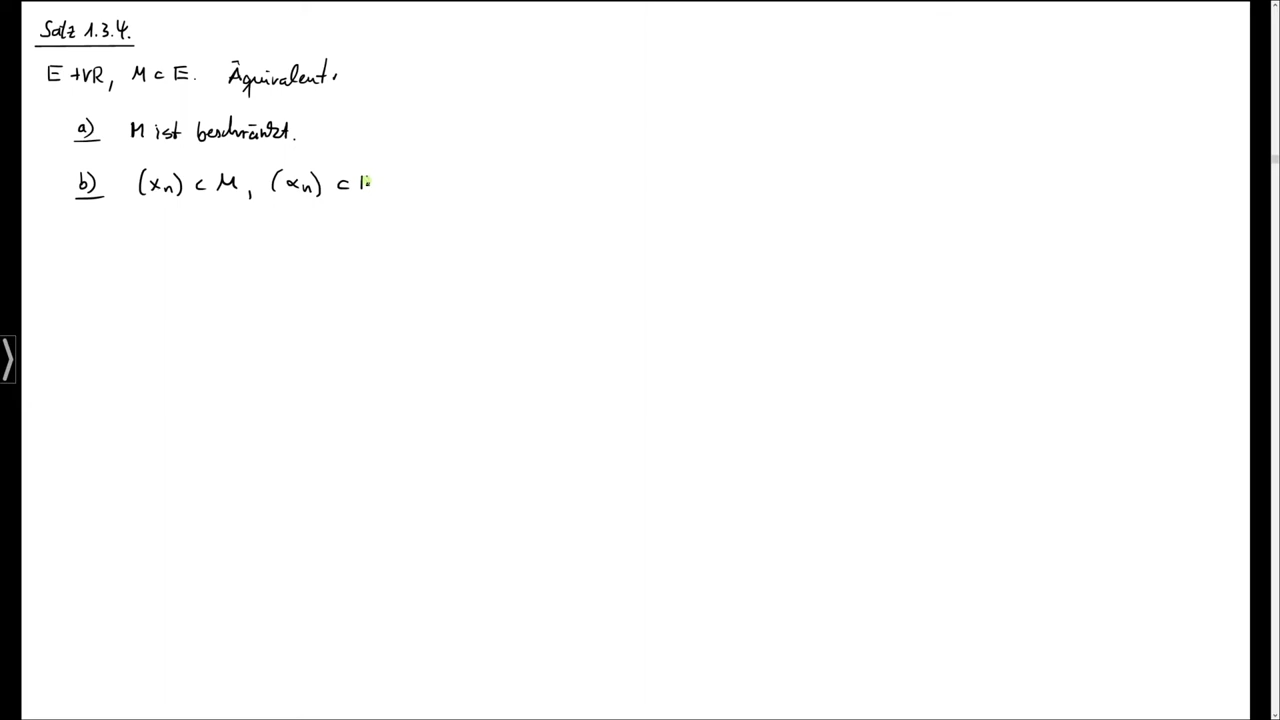 Satz 1.3.4.
E tVR, M ⊂ E. Äquivalent.
a) M ist beschränkt.
b) (xₙ) ⊂ M, (αₙ) ⊂